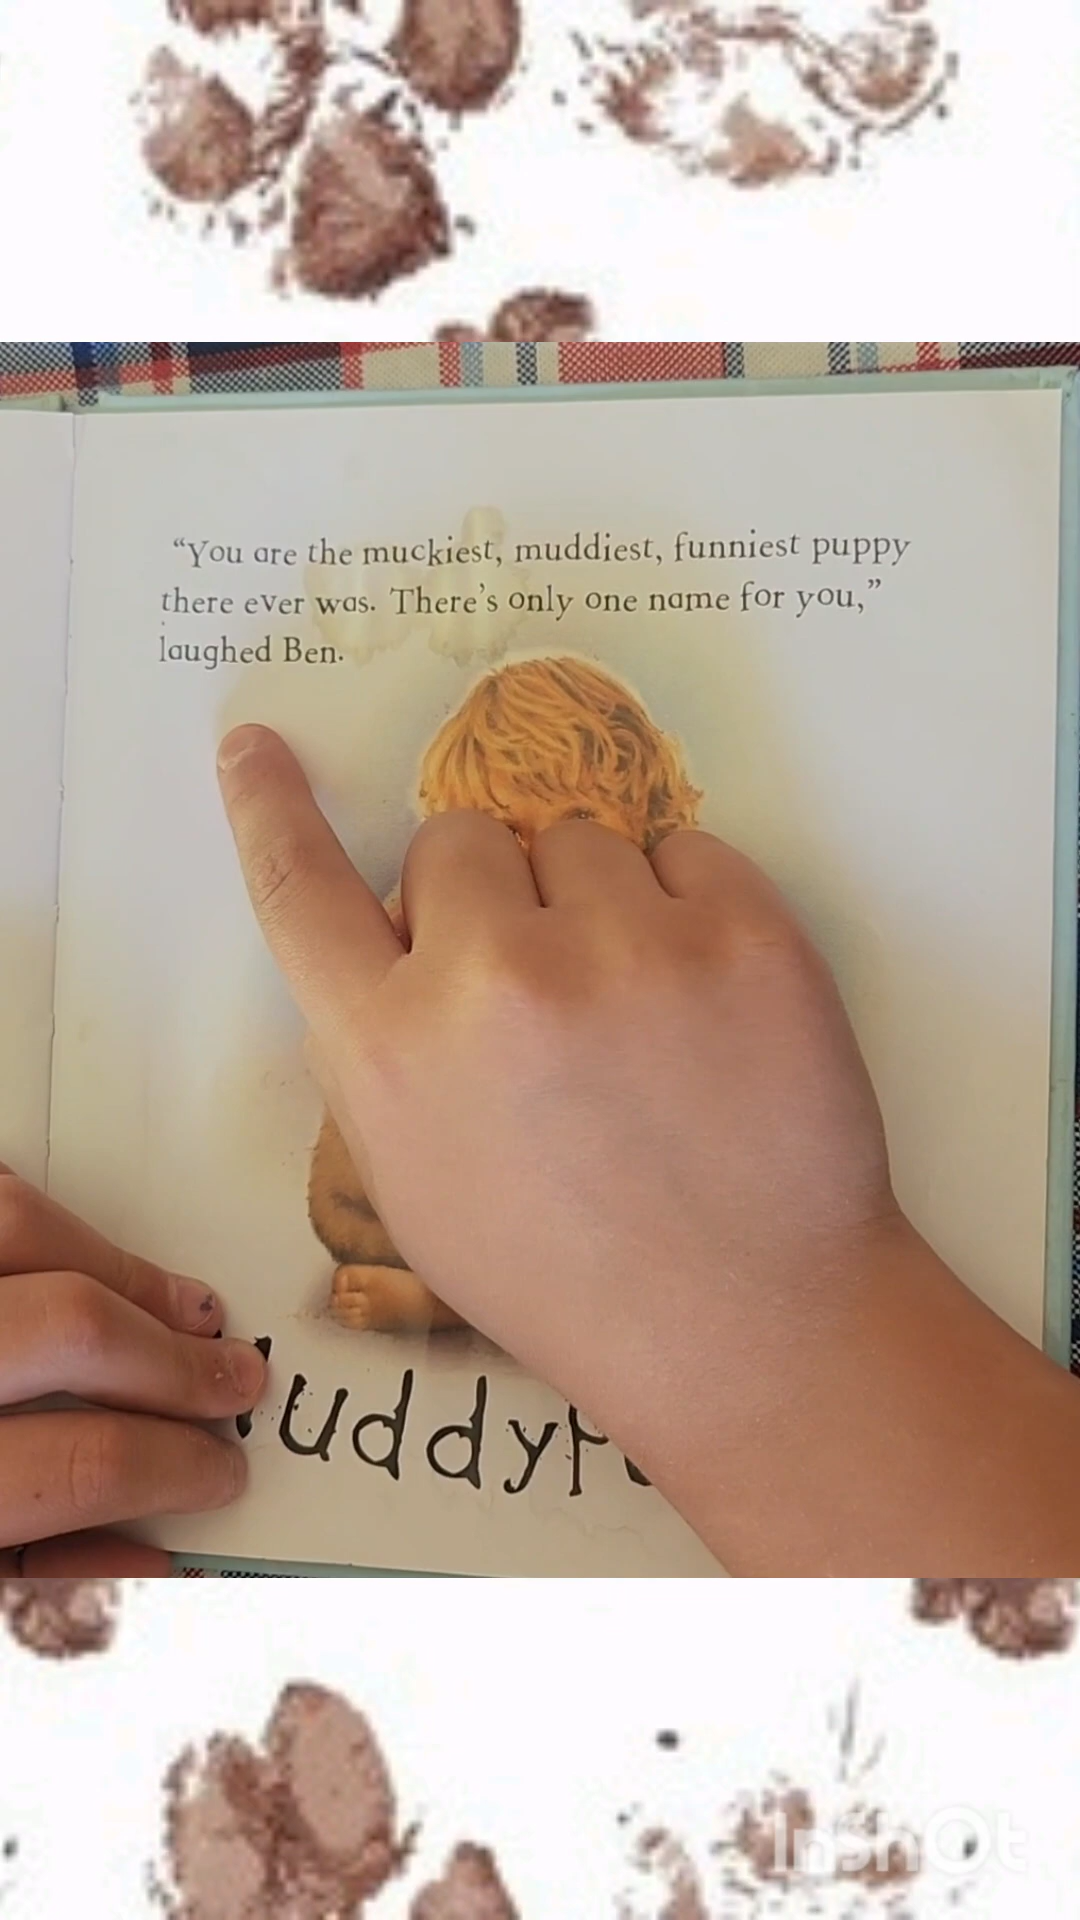 “You are the muckiest, muddiest, funniest puppy
there ever was. There’s only one name for you,”
laughed Ben.
InShOt